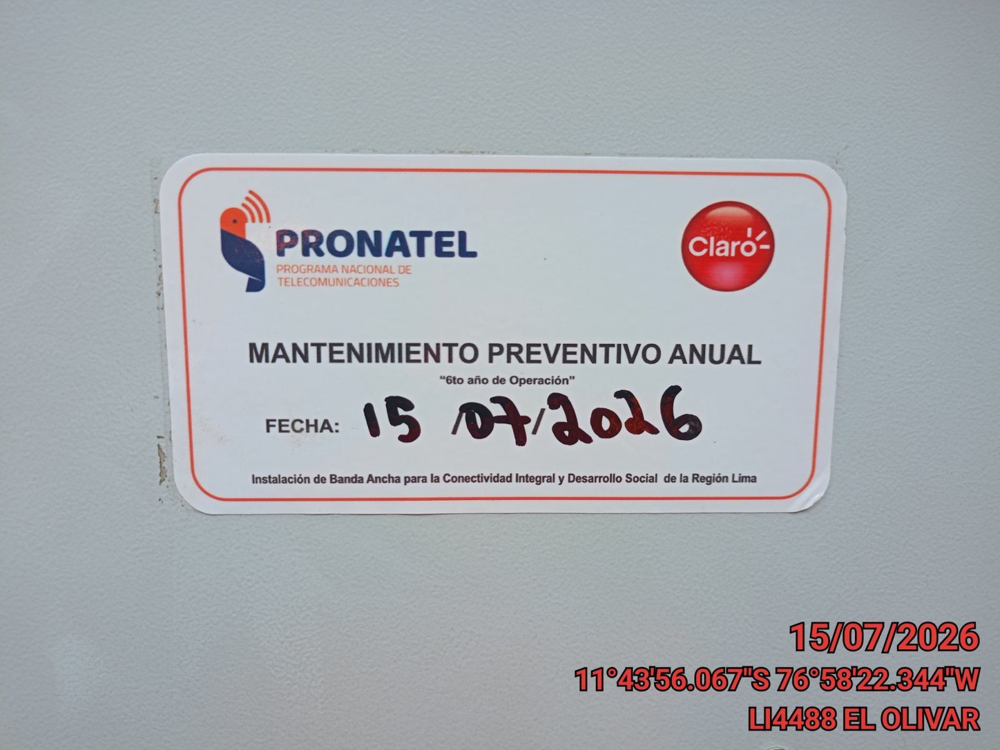 PRONATEL
PROGRAMA NACIONAL DE
TELECOMUNICACIONES
Claro
MANTENIMIENTO PREVENTIVO ANUAL
“6to año de Operación”
FECHA: 15 /07/2026
Instalación de Banda Ancha para la Conectividad Integral y Desarrollo Social de la Región Lima
15/07/2026
11°43'56.067"S 76°58'22.344"W
LI4488 EL OLIVAR